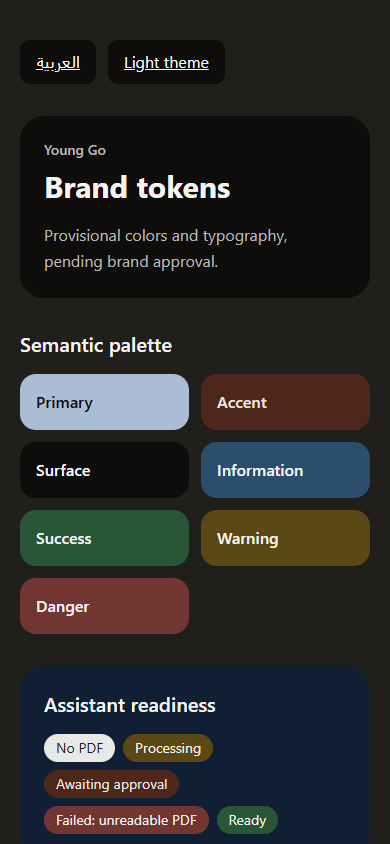 العربية
Light theme
Young Go
Brand tokens
Provisional colors and typography,
pending brand approval.
Semantic palette
Primary
Accent
Surface
Information
Success
Warning
Danger
Assistant readiness
No PDF
Processing
Awaiting approval
Failed: unreadable PDF
Ready